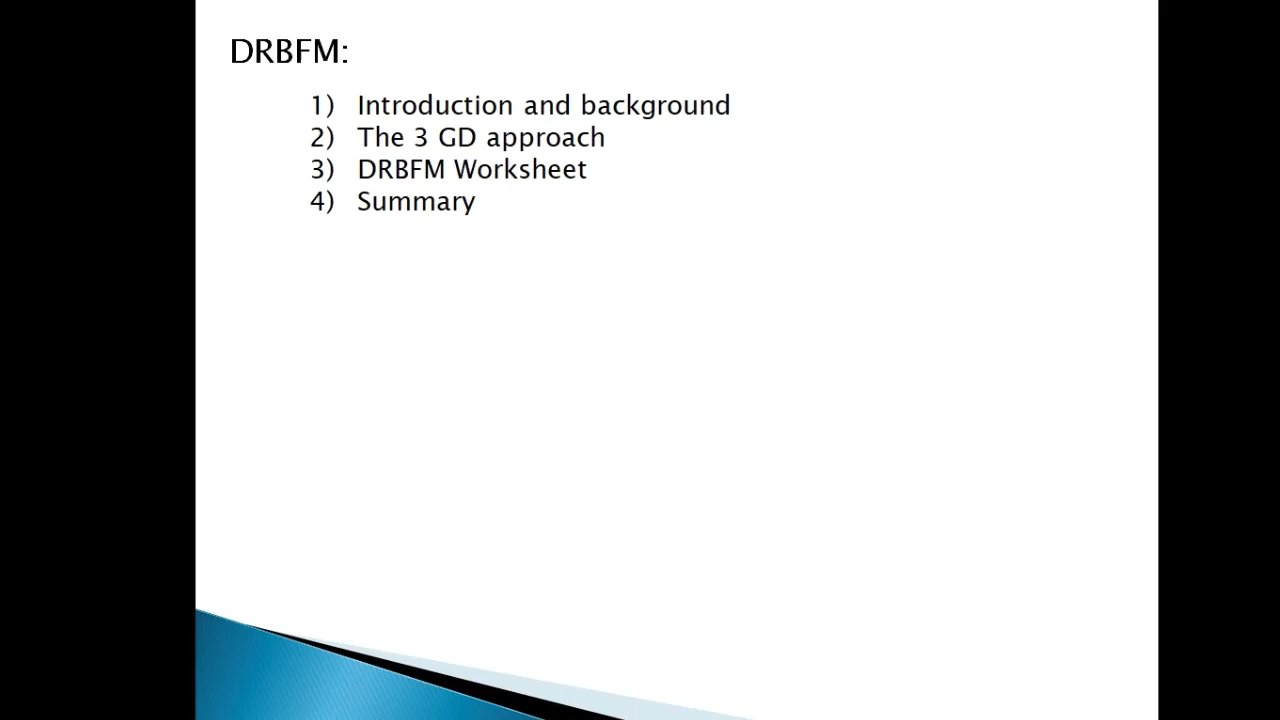 DRBFM:
1) Introduction and background
2) The 3 GD approach
3) DRBFM Worksheet
4) Summary